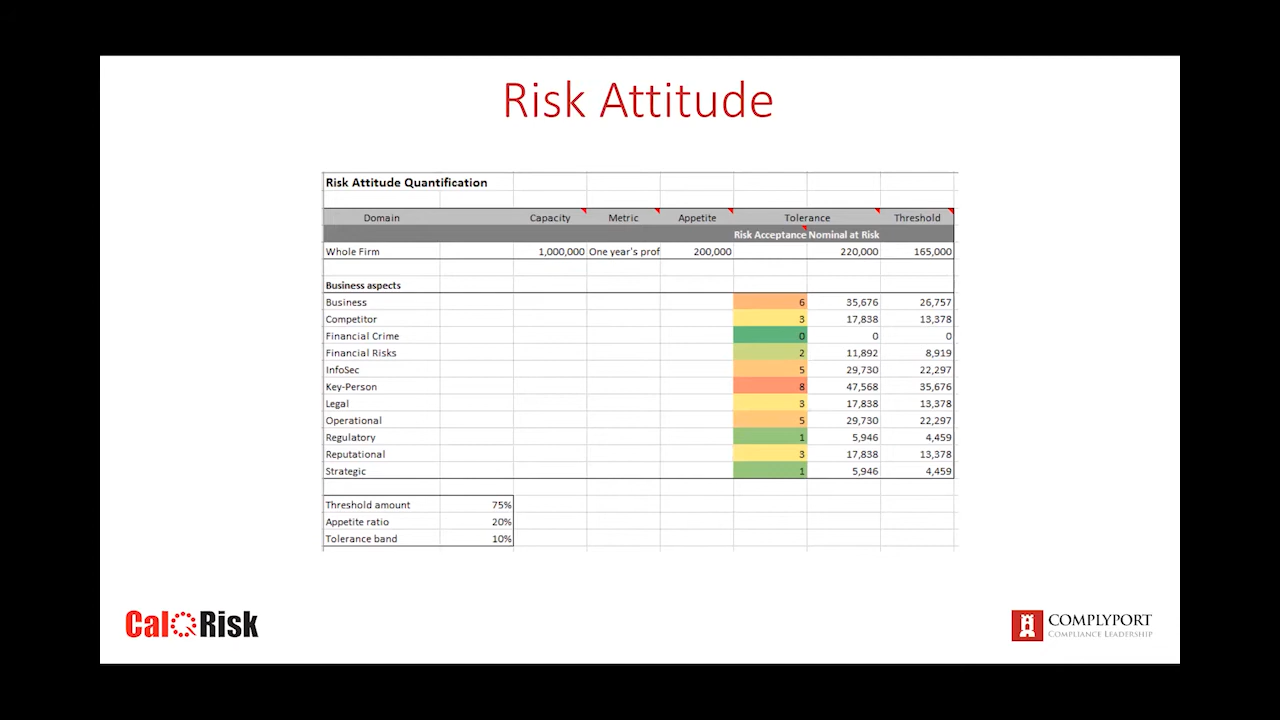 Risk Attitude
Risk Attitude Quantification
Domain Capacity Metric Appetite Tolerance Threshold
Risk Acceptance Nominal at Risk
Whole Firm 1,000,000 One year's prof 200,000 220,000 165,000
Business aspects
Business 6 35,676 26,757
Competitor 3 17,838 13,378
Financial Crime 0 0 0
Financial Risks 2 11,892 8,919
InfoSec 5 29,730 22,297
Key-Person 8 47,568 35,676
Legal 3 17,838 13,378
Operational 5 29,730 22,297
Regulatory 1 5,946 4,459
Reputational 3 17,838 13,378
Strategic 1 5,946 4,459
Threshold amount 75%
Appetite ratio 20%
Tolerance band 10%
CalQRisk
COMPLYPORT
COMPLIANCE LEADERSHIP